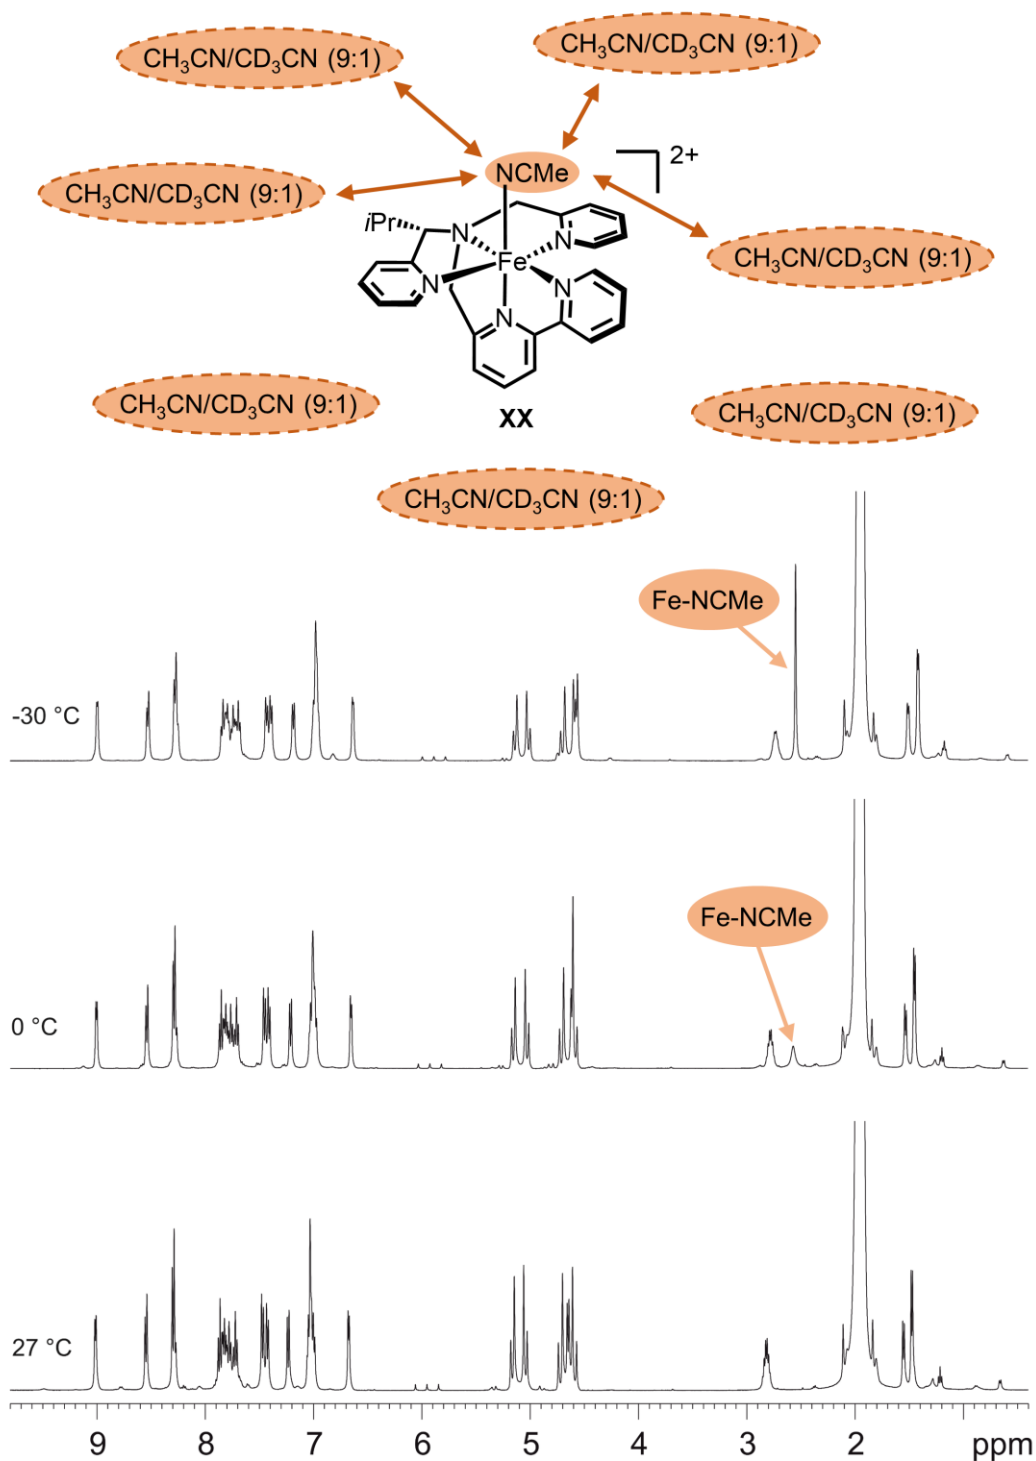 CH₃CN/CD₃CN (9:1)
CH₃CN/CD₃CN (9:1)
2+
NCMe
CH₃CN/CD₃CN (9:1)
iPr
N
N
CH₃CN/CD₃CN (9:1)
Fe
N
N
N
CH₃CN/CD₃CN (9:1)
CH₃CN/CD₃CN (9:1)
XX
CH₃CN/CD₃CN (9:1)
Fe-NCMe
-30 °C
Fe-NCMe
0 °C
27 °C
9 8 7 6 5 4 3 2 ppm